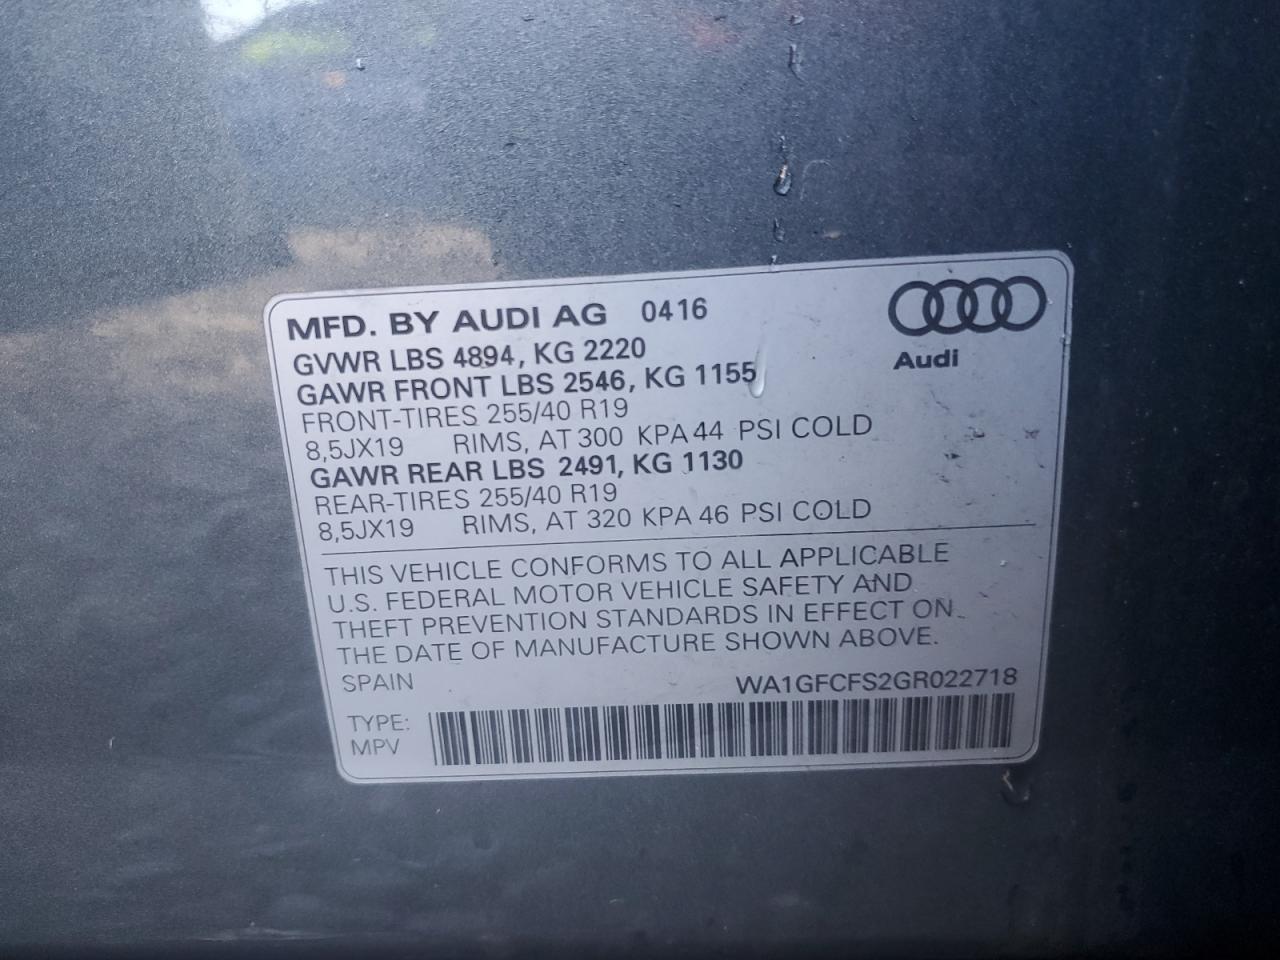 MFD. BY AUDI AG 0416
Audi
GVWR LBS 4894, KG 2220
GAWR FRONT LBS 2546, KG 1155
FRONT-TIRES 255/40 R19
8,5JX19 RIMS, AT 300 KPA 44 PSI COLD
GAWR REAR LBS 2491, KG 1130
REAR-TIRES 255/40 R19
8,5JX19 RIMS, AT 320 KPA 46 PSI COLD
THIS VEHICLE CONFORMS TO ALL APPLICABLE
U.S. FEDERAL MOTOR VEHICLE SAFETY AND
THEFT PREVENTION STANDARDS IN EFFECT ON
THE DATE OF MANUFACTURE SHOWN ABOVE.
SPAIN WA1GFCFS2GR022718
TYPE:
MPV